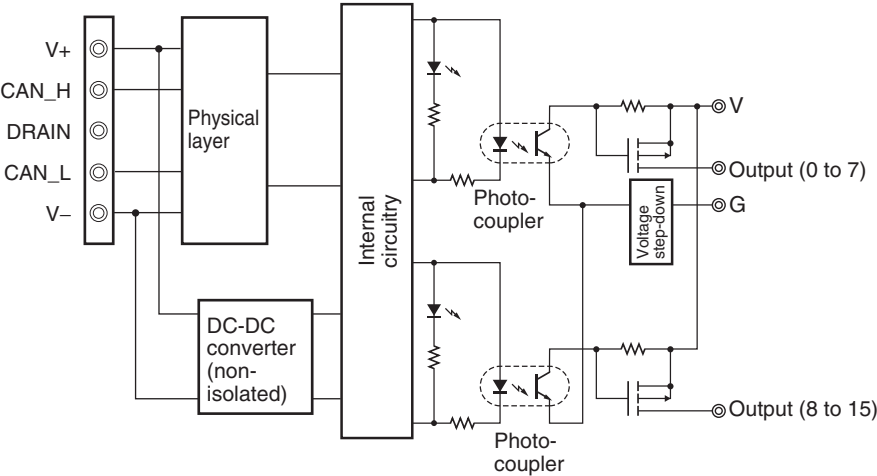 V+
CAN_H
DRAIN
CAN_L
V–
Physical
layer
DC-DC
converter
(non-
isolated)
Internal
circuitry
Photo-
coupler
V
Output (0 to 7)
G
Voltage
step-down
Photo-
coupler
Output (8 to 15)